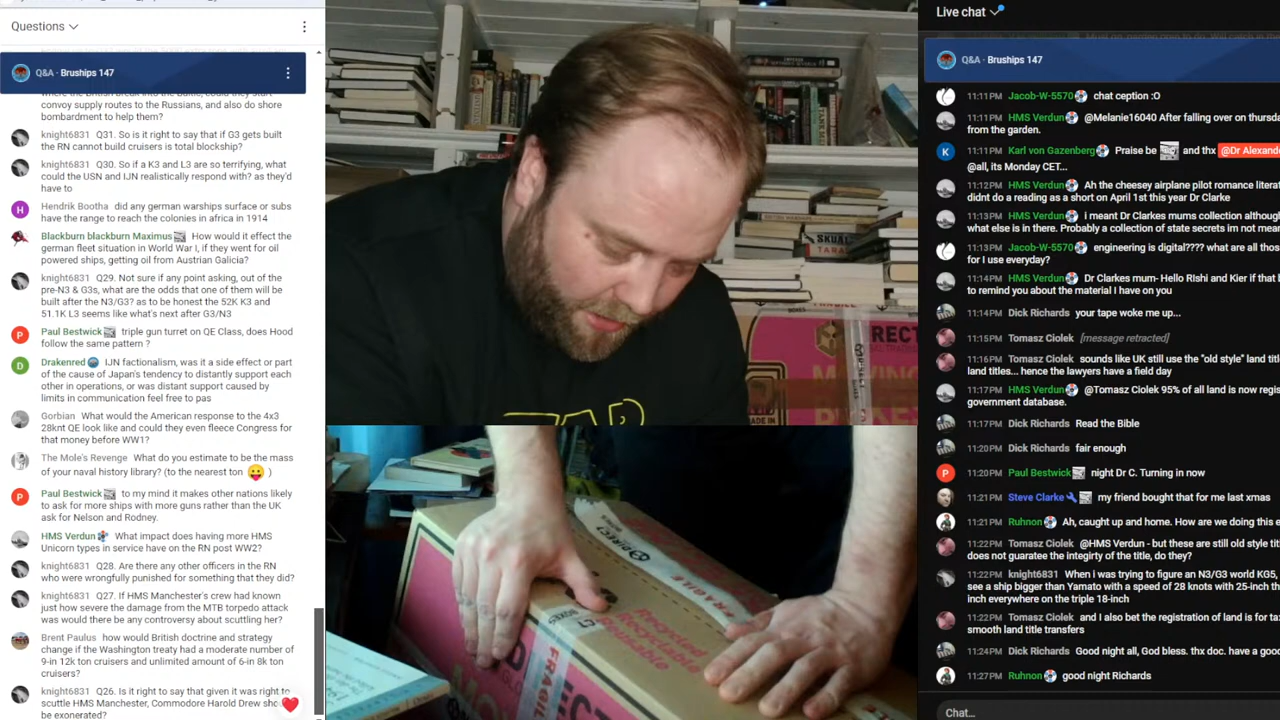 Questions
Q&A · Bruships 147
where the British break into the Baltic, could they start
convoy supply routes to the Russians, and also do shore
bombardment to help them?
knight6831 Q31. So is it right to say that if G3 gets built
the RN cannot build cruisers is total blockship?
knight6831 Q30. So if a K3 and L3 are so terrifying, what
could the USN and IJN realistically respond with? as they'd
have to
Hendrik Bootha did any german warships surface or subs
have the range to reach the colonies in africa in 1914
Blackburn blackburn Maximus How would it effect the
german fleet situation in World War I, if they went for oil
powered ships, getting oil from Austrian Galicia?
knight6831 Q29. Not sure if any point asking, out of the
pre-N3 & G3s, what are the odds that one of them will be
built after the N3/G3? as to be honest the 52K K3 and
51.1K L3 seems like what's next after G3/N3
Paul Bestwick triple gun turret on QE Class, does Hood
follow the same pattern ?
Drakenred IJN factionalism, was it a side effect or part
of the cause of Japan's tendency to distantly support each
other in operations, or was distant support caused by
limits in communication feel free to pas
Gorbian What would the American response to the 4x3
28knt QE look like and could they even fleece Congress for
that money before WW1?
The Mole's Revenge What do you estimate to be the mass
of your naval history library? (to the nearest ton 😛 )
Paul Bestwick to my mind it makes other nations likely
to ask for more ships with more guns rather than the UK
ask for Nelson and Rodney.
HMS Verdun What impact does having more HMS
Unicorn types in service have on the RN post WW2?
knight6831 Q28. Are there any other officers in the RN
who were wrongfully punished for something that they did?
knight6831 Q27. If HMS Manchester's crew had known
just how severe the damage from the MTB torpedo attack
was would there be any controversy about scuttling her?
Brent Paulus how would British doctrine and strategy
change if the Washington treaty had a moderate number of
9-in 12k ton cruisers and unlimited amount of 6-in 8k ton
cruisers?
knight6831 Q26. Is it right to say that given it was right to
scuttle HMS Manchester, Commodore Harold Drew
be exonerated?
SKUAL
TARA
RECT
MADE IN
DIRECT
FRAGILE
Recycled
Recyclable
Reusable
BOXES
FRAGILE
Live chat
Q&A · Bruships 147
11:11PM Jacob-W-5570 chat ception :O
11:11PM HMS Verdun @Melanie16040 After falling over on thursda
from the garden.
11:11PM Karl von Gazenberg Praise be and thx @Dr Alexand
@all, its Monday CET...
11:12PM HMS Verdun Ah the cheesey airplane pilot romance literat
didnt do a reading as a short on April 1st this year Dr Clarke
11:13PM HMS Verdun i meant Dr Clarkes mums collection althoug
what else is in there. Probably a collection of state secrets im not mear
11:13PM Jacob-W-5570 engineering is digital???? what are all thos
for I use everyday?
11:14PM HMS Verdun Dr Clarkes mum- Hello RIshi and Kier if that i
to remind you about the material I have on you
11:14PM Dick Richards your tape woke me up...
11:15PM Tomasz Ciolek [message retracted]
11:16PM Tomasz Ciolek sounds like UK still use the "old style" land titl
land titles... hence the lawyers have a field day
11:17PM HMS Verdun @Tomasz Ciolek 95% of all land is now regis
government database.
11:17PM Dick Richards Read the Bible
11:20PM Dick Richards fair enough
11:20PM Paul Bestwick night Dr C. Turning in now
11:21PM Steve Clarke my friend bought that for me last xmas
11:21PM Ruhnon Ah, caught up and home. How are we doing this e
11:22PM Tomasz Ciolek @HMS Verdun - but these are still old style titl
does not guaratee the integirty of the title, do they?
11:22PM knight6831 When i was trying to figure an N3/G3 world KG5,
see a ship bigger than Yamato with a speed of 28 knots with 25-inch th
inch everywhere on the triple 18-inch
11:22PM Tomasz Ciolek and I also bet the registration of land is for ta
smooth land title transfers
11:24PM Dick Richards Good night all, God bless. thx doc. have a good
11:27PM Ruhnon good night Richards
Chat...